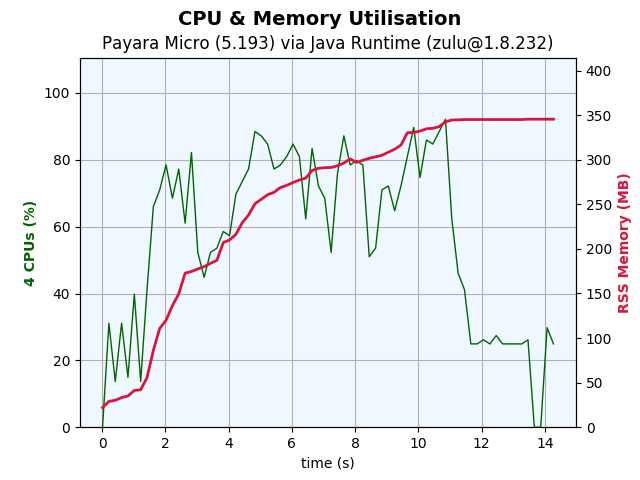 CPU & Memory Utilisation
Payara Micro (5.193) via Java Runtime (zulu@1.8.232)
4 CPUs (%)
100
80
60
40
20
0
RSS Memory (MB)
400
350
300
250
200
150
100
50
0
0 2 4 6 8 10 12 14
time (s)